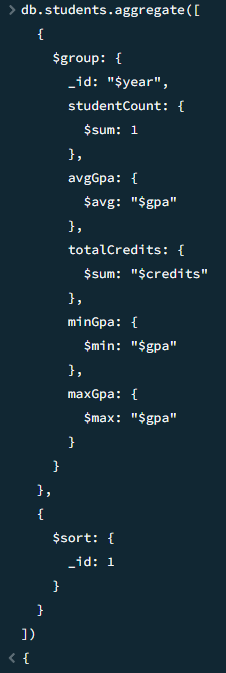 > db.students.aggregate([
{
$group: {
_id: "$year",
studentCount: {
$sum: 1
},
avgGpa: {
$avg: "$gpa"
},
totalCredits: {
$sum: "$credits"
},
minGpa: {
$min: "$gpa"
},
maxGpa: {
$max: "$gpa"
}
}
},
{
$sort: {
_id: 1
}
}
])
< {